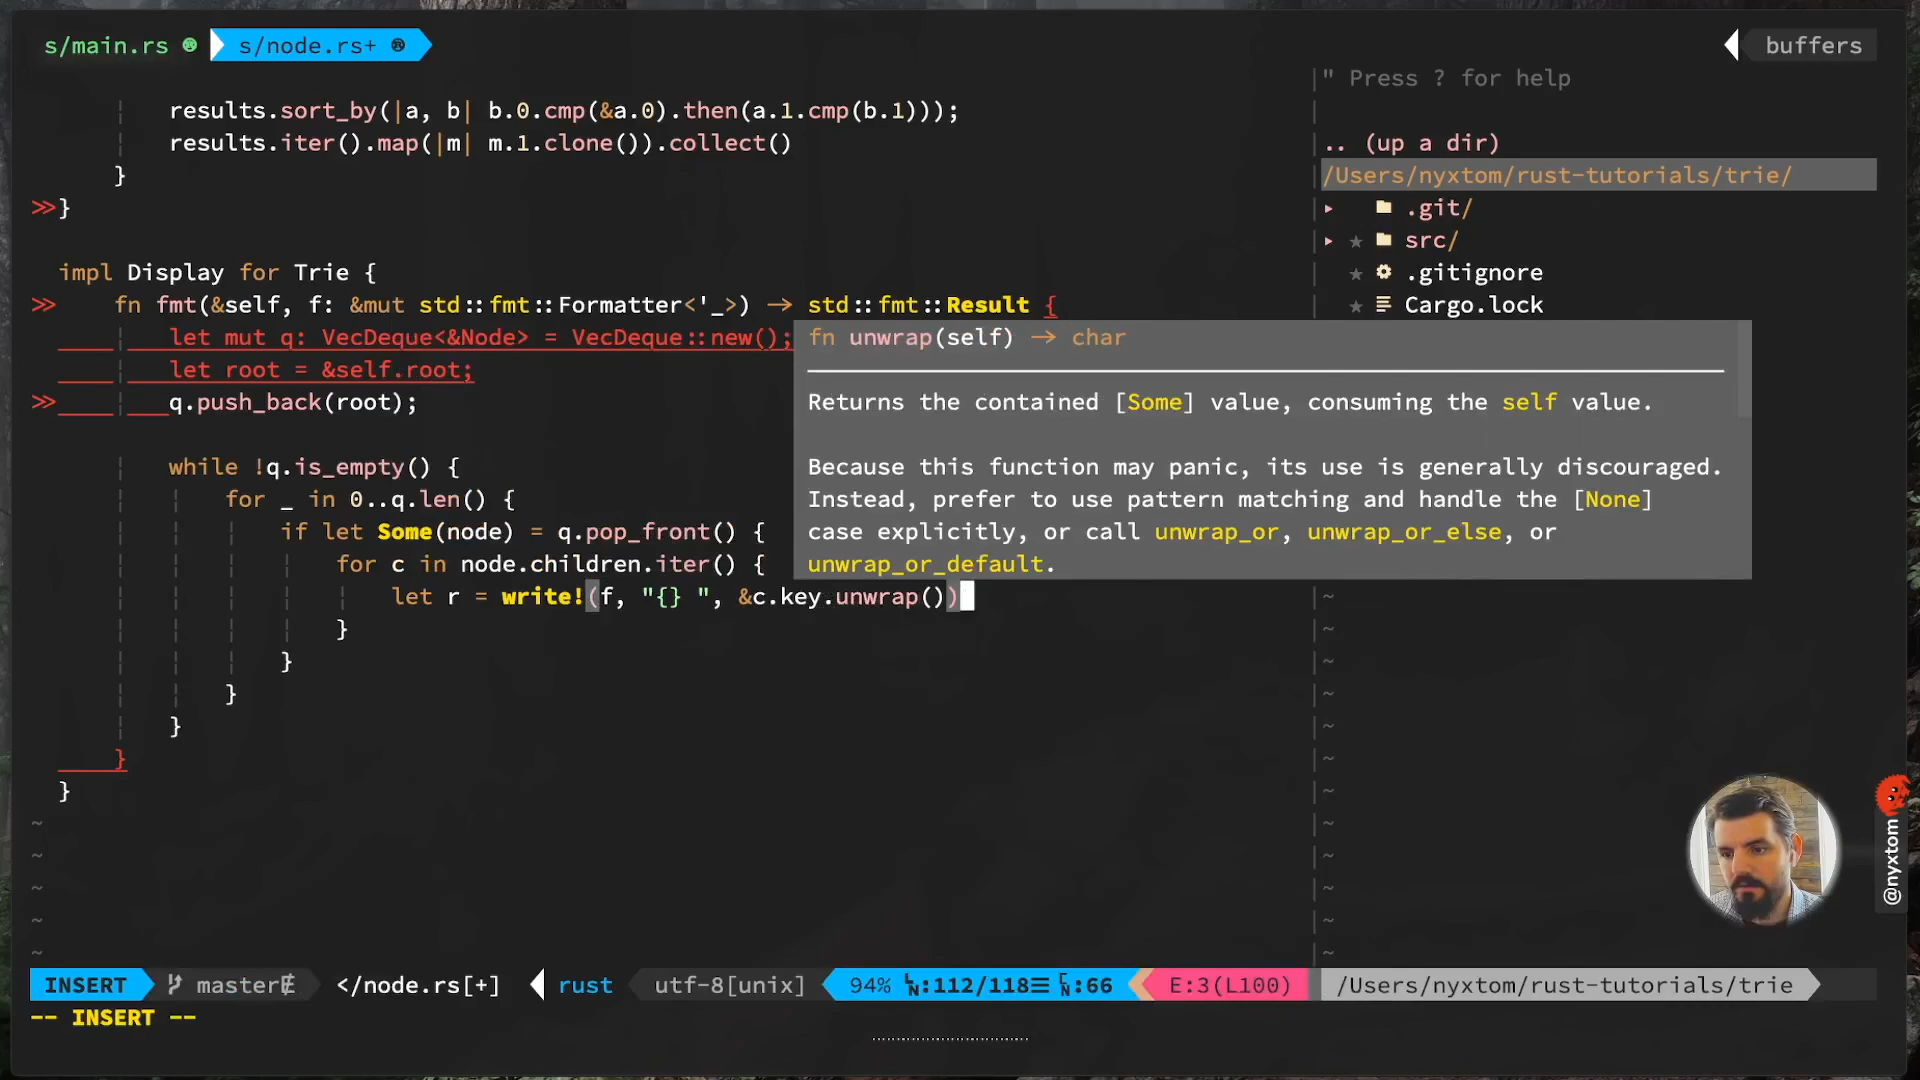 s/main.rs
s/node.rs+
buffers
results.sort_by(|a, b| b.0.cmp(&a.0).then(a.1.cmp(b.1)));
results.iter().map(|m| m.1.clone()).collect()
}
>>}
impl Display for Trie {
>> fn fmt(&self, f: &mut std::fmt::Formatter<'_>) -> std::fmt::Result {
let mut q: VecDeque<&Node> = VecDeque::new();
let root = &self.root;
>> q.push_back(root);
while !q.is_empty() {
for _ in 0..q.len() {
if let Some(node) = q.pop_front() {
for c in node.children.iter() {
let r = write!(f, "{} ", &c.key.unwrap())
}
}
}
}
}
}
~
~
~
~
~
fn unwrap(self) -> char
Returns the contained [Some] value, consuming the self value.
Because this function may panic, its use is generally discouraged.
Instead, prefer to use pattern matching and handle the [None]
case explicitly, or call unwrap_or, unwrap_or_else, or
unwrap_or_default.
" Press ? for help
.. (up a dir)
/Users/nyxtom/rust-tutorials/trie/
▸ .git/
▸ ★ src/
★ .gitignore
★ Cargo.lock
~
~
~
~
~
~
~
~
~
~
~
~
@nyxtom
INSERT master </node.rs[+] rust utf-8[unix] 94% :112/118≡ :66 E:3(L100) /Users/nyxtom/rust-tutorials/trie
-- INSERT --